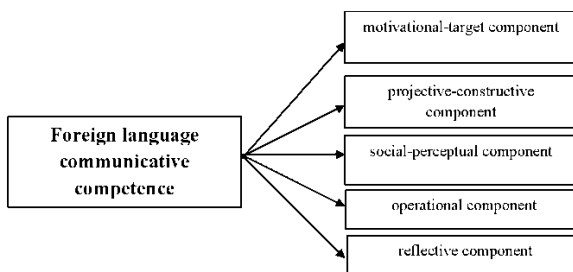 motivational-target component
projective-constructive
component
Foreign language
communicative
competence
social-perceptual component
operational component
reflective component